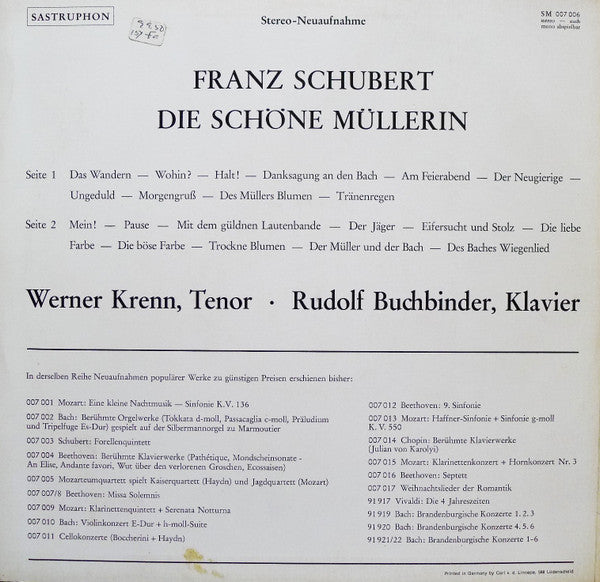 SASTRUPHON
Stereo-Neuaufnahme
SM 007 006
stereo — auch
mono abspielbar
FRANZ SCHUBERT
DIE SCHÖNE MÜLLERIN
Seite 1 Das Wandern — Wohin? — Halt! — Danksagung an den Bach — Am Feierabend — Der Neugierige —
Ungeduld — Morgengruß — Des Müllers Blumen — Tränenregen
Seite 2 Mein! — Pause — Mit dem güldnen Lautenbande — Der Jäger — Eifersucht und Stolz — Die liebe
Farbe — Die böse Farbe — Trockne Blumen — Der Müller und der Bach — Des Baches Wiegenlied
Werner Krenn, Tenor · Rudolf Buchbinder, Klavier
In derselben Reihe Neuaufnahmen populärer Werke zu günstigen Preisen erschienen bisher:
007 001 Mozart: Eine kleine Nachtmusik — Sinfonie K.V. 136
007 002 Bach: Berühmte Orgelwerke (Tokkata d-moll, Passacaglia c-moll, Präludium
und Tripelfuge Es-Dur) gespielt auf der Silbermannorgel zu Marmoutier
007 003 Schubert: Forellenquintett
007 004 Beethoven: Berühmte Klavierwerke (Pathétique, Mondscheinsonate -
An Elise, Andante favori, Wut über den verlorenen Groschen, Ecossaisen)
007 005 Mozarteumquartett spielt Kaiserquartett (Haydn) und Jagdquartett (Mozart)
007 007/8 Beethoven: Missa Solemnis
007 009 Mozart: Klarinettenquintett + Serenata Notturna
007 010 Bach: Violinkonzert E-Dur + h-moll-Suite
007 011 Cellokonzerte (Boccherini + Haydn)
007 012 Beethoven: 9. Sinfonie
007 013 Mozart: Haffner-Sinfonie + Sinfonie g-moll
K. V. 550
007 014 Chopin: Berühmte Klavierwerke
(Julian von Karolyi)
007 015 Mozart: Klarinettenkonzert + Hornkonzert Nr. 3
007 016 Beethoven: Septett
007 017 Weihnachtslieder der Romantik
91 917 Vivaldi: Die 4 Jahreszeiten
91 919 Bach: Brandenburgische Konzerte 1. 2. 3
91 920 Bach: Brandenburgische Konzerte 4. 5. 6
91 921/22 Bach: Brandenburgische Konzerte 1-6
Printed in Germany by Carl v. d. Linnepe, 588 Lüdenscheid